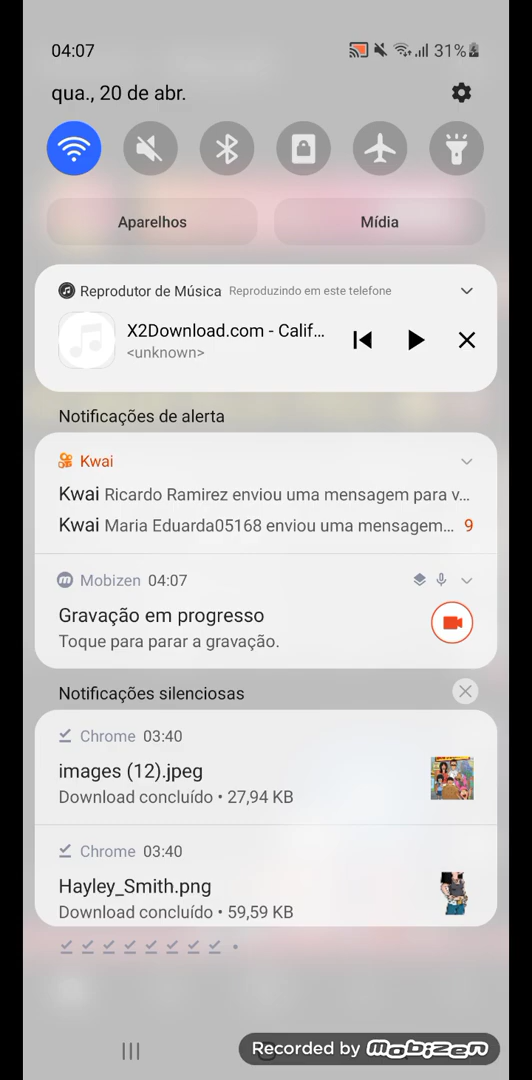 04:07
31%
qua., 20 de abr.
Aparelhos
Mídia
Reprodutor de Música Reproduzindo em este telefone
X2Download.com - Calif...
<unknown>
Notificações de alerta
Kwai
Kwai Ricardo Ramirez enviou uma mensagem para v...
Kwai Maria Eduarda05168 enviou uma mensagem... 9
Mobizen 04:07
Gravação em progresso
Toque para parar a gravação.
Notificações silenciosas
Chrome 03:40
images (12).jpeg
Download concluído • 27,94 KB
Chrome 03:40
Hayley_Smith.png
Download concluído • 59,59 KB
Recorded by mobizen